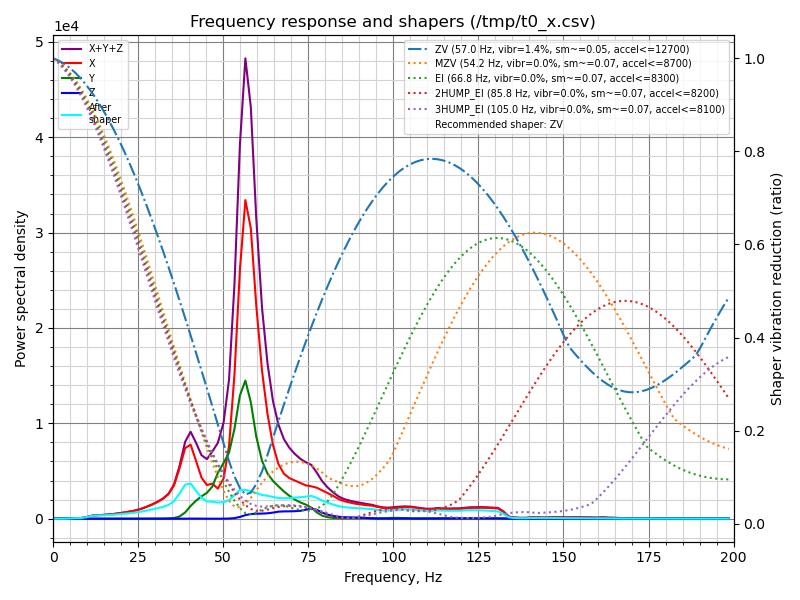 Frequency response and shapers (/tmp/t0_x.csv)
1e4
X+Y+Z
X
Y
Z
After
shaper
ZV (57.0 Hz, vibr=1.4%, sm~=0.05, accel<=12700)
MZV (54.2 Hz, vibr=0.0%, sm~=0.07, accel<=8700)
EI (66.8 Hz, vibr=0.0%, sm~=0.07, accel<=8300)
2HUMP_EI (85.8 Hz, vibr=0.0%, sm~=0.07, accel<=8200)
3HUMP_EI (105.0 Hz, vibr=0.0%, sm~=0.07, accel<=8100)
Recommended shaper: ZV
Power spectral density
5
4
3
2
1
0
1.0
0.8
0.6
0.4
0.2
0.0
Shaper vibration reduction (ratio)
0 25 50 75 100 125 150 175 200
Frequency, Hz